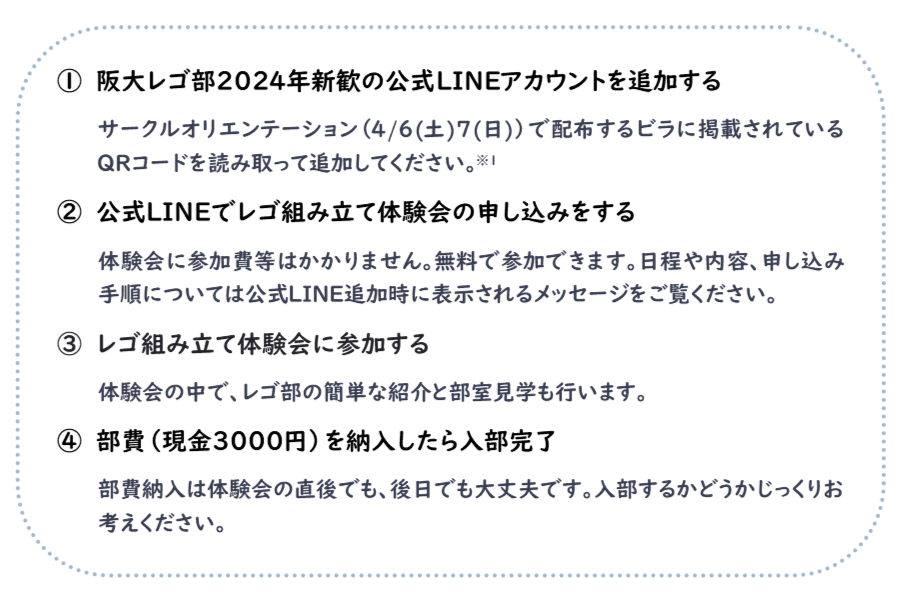 ① 阪大レゴ部2024年新歓の公式LINEアカウントを追加する
サークルオリエンテーション（4/6(土)7(日)）で配布するビラに掲載されている
QRコードを読み取って追加してください。※1
② 公式LINEでレゴ組み立て体験会の申し込みをする
体験会に参加費等はかかりません。無料で参加できます。日程や内容、申し込み
手順については公式LINE追加時に表示されるメッセージをご覧ください。
③ レゴ組み立て体験会に参加する
体験会の中で、レゴ部の簡単な紹介と部室見学も行います。
④ 部費（現金3000円）を納入したら入部完了
部費納入は体験会の直後でも、後日でも大丈夫です。入部するかどうかじっくりお
考えください。